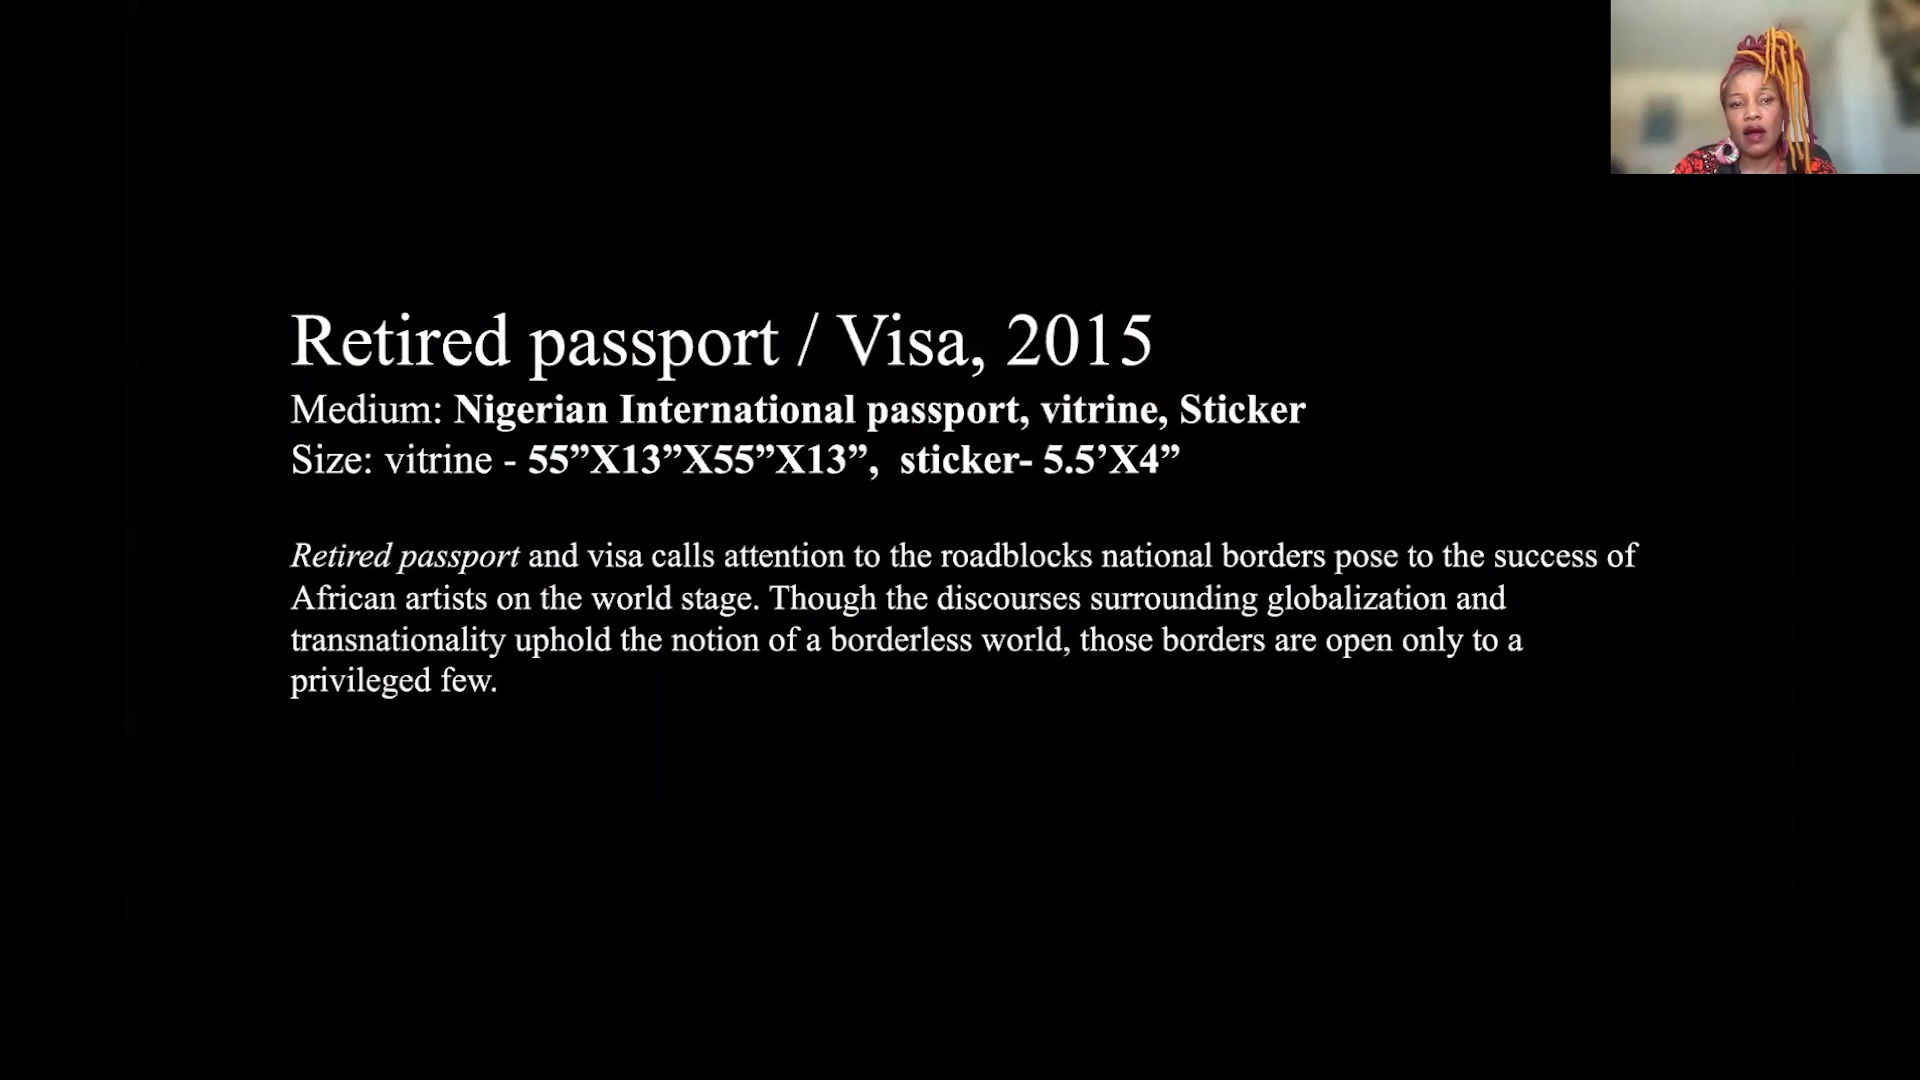 Retired passport / Visa, 2015
Medium: Nigerian International passport, vitrine, Sticker
Size: vitrine - 55”X13”X55”X13”,  sticker- 5.5’X4”
Retired passport and visa calls attention to the roadblocks national borders pose to the success of
African artists on the world stage. Though the discourses surrounding globalization and
transnationality uphold the notion of a borderless world, those borders are open only to a
privileged few.